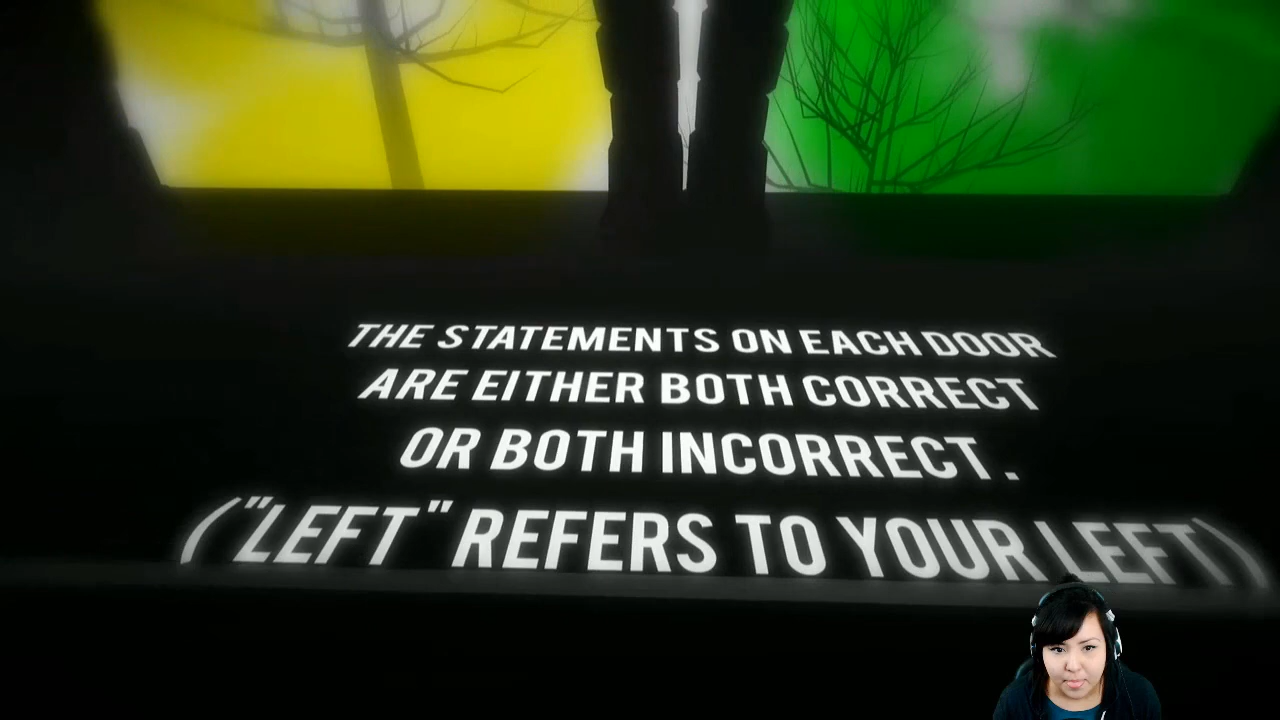 THE STATEMENTS ON EACH DOOR
ARE EITHER BOTH CORRECT
OR BOTH INCORRECT.
("LEFT" REFERS TO YOUR LEFT)